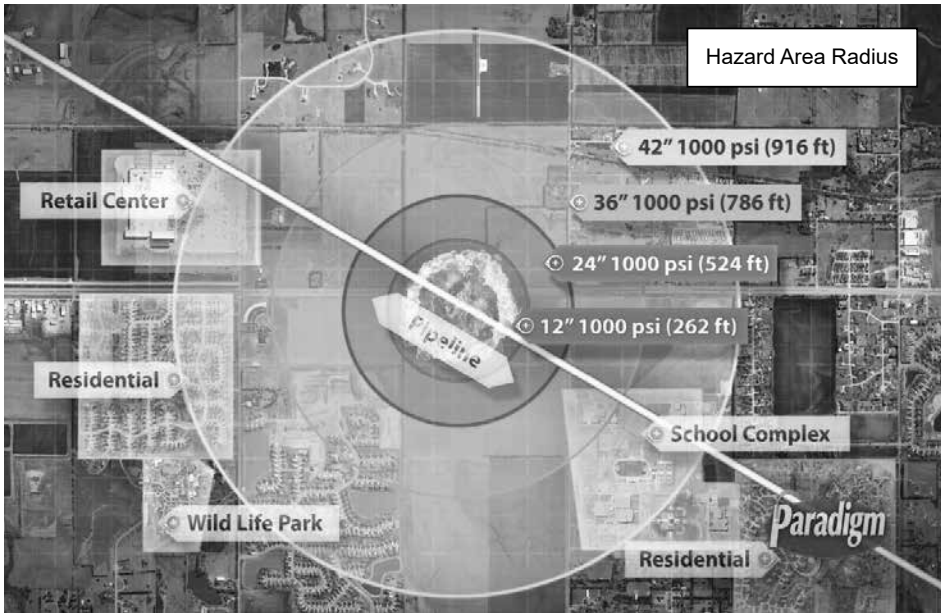 Hazard Area Radius
42" 1000 psi (916 ft)
Retail Center
36" 1000 psi (786 ft)
24" 1000 psi (524 ft)
12" 1000 psi (262 ft)
Pipeline
Residential
School Complex
Wild Life Park
Paradigm
Residential